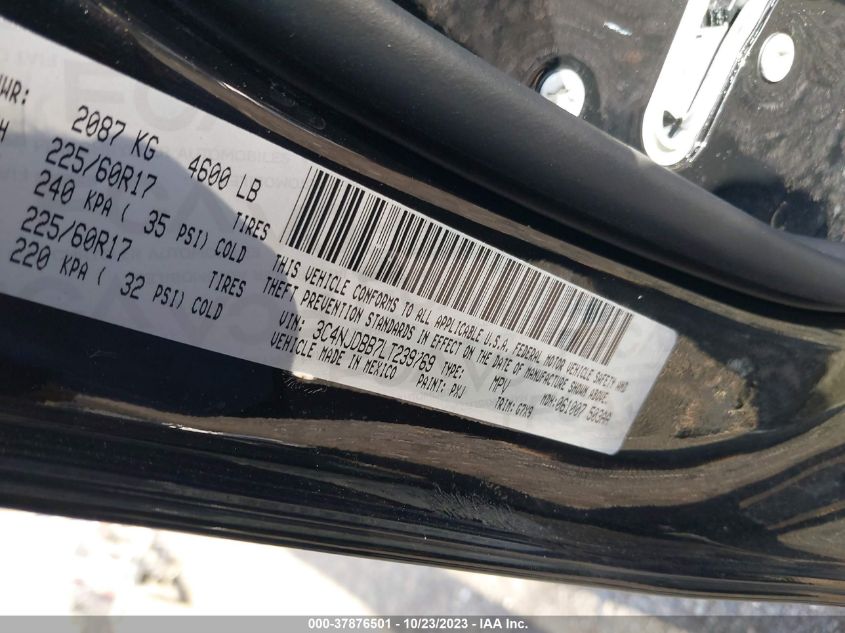 WR:
2087 KG 4600 LB
225/60R17 TIRES
240 KPA ( 35 PSI) COLD
225/60R17 TIRES
220 KPA ( 32 PSI) COLD
THIS VEHICLE CONFORMS TO ALL APPLICABLE U.S.A. FEDERAL MOTOR VEHICLE SAFETY AND
THEFT PREVENTION STANDARDS IN EFFECT ON THE DATE OF MANUFACTURE SHOWN ABOVE.
VIN: 3C4NJDBB7LT239769 TYPE: MPV
VEHICLE MADE IN MEXICO PAINT: PXJ MDH:061007 503AA
TRIM: G7X9
000-37876501 - 10/23/2023 - IAA Inc.